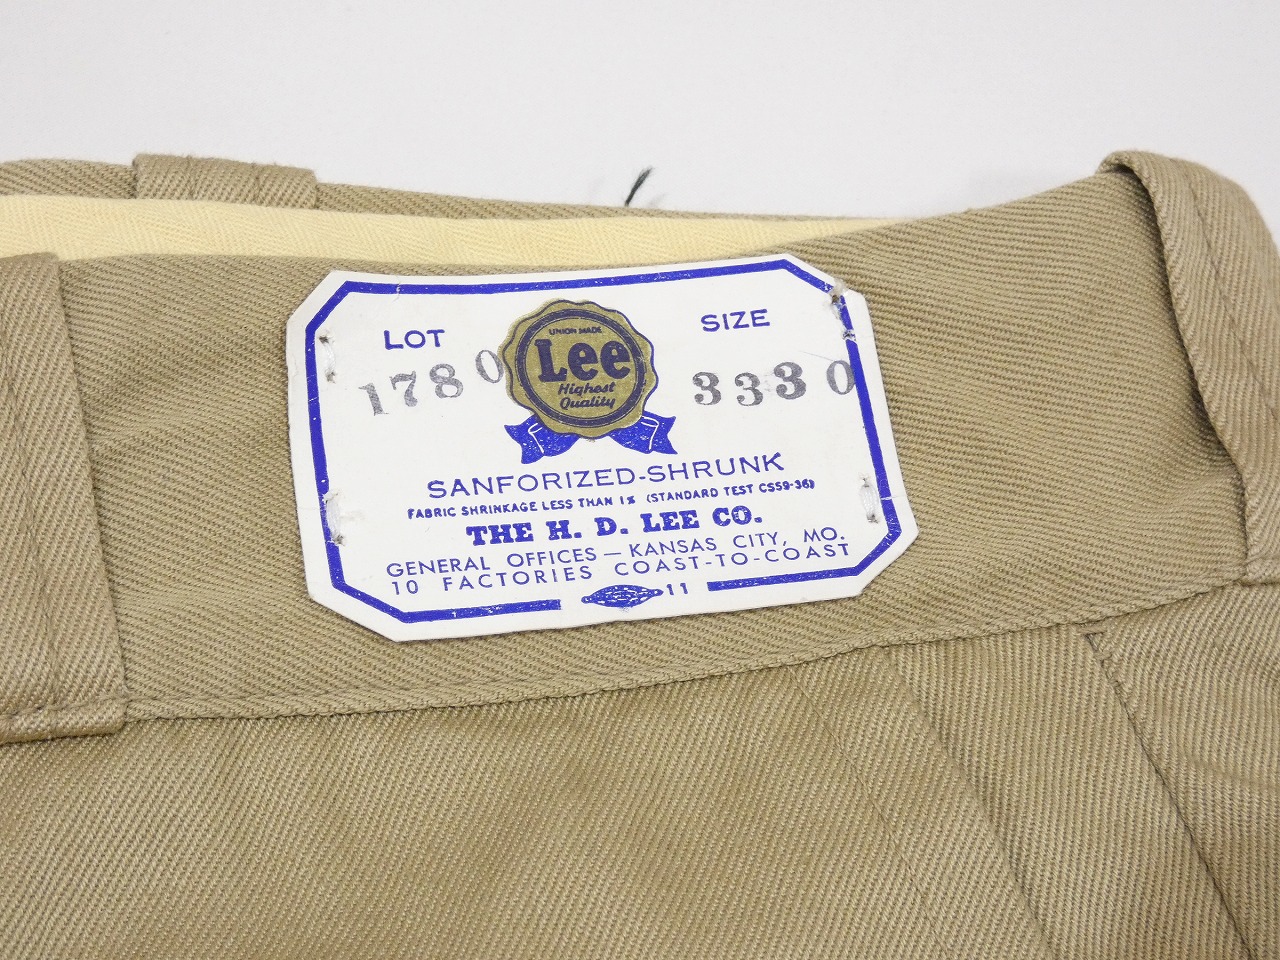 LOT
SIZE
UNION MADE
Lee
Highest
Quality
1780
3330
SANFORIZED-SHRUNK
FABRIC SHRINKAGE LESS THAN 1% (STANDARD TEST CS59-36)
THE H. D. LEE CO.
GENERAL OFFICES — KANSAS CITY, MO.
10 FACTORIES COAST-TO-COAST
11